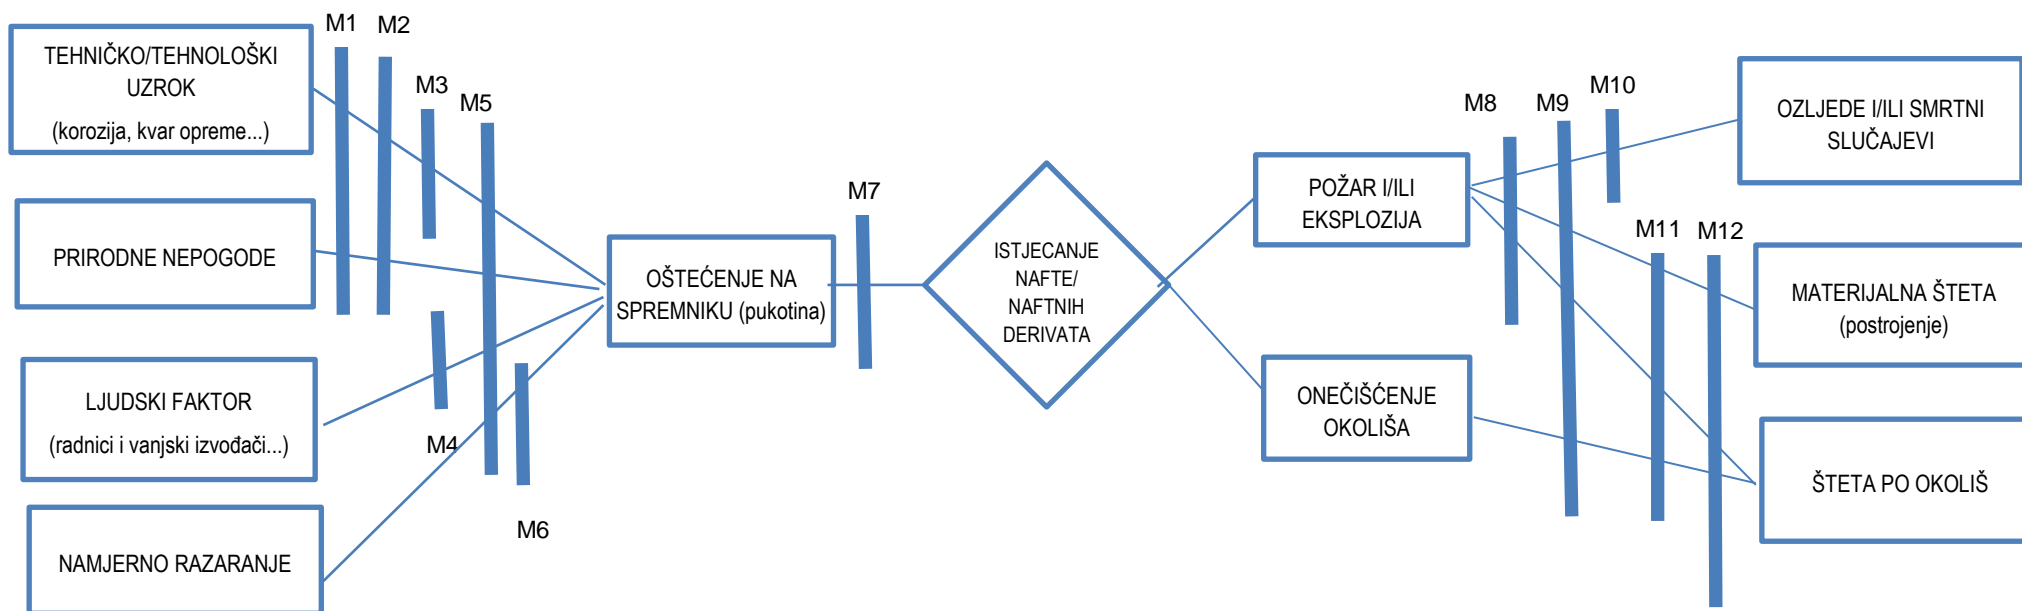 M1
M2
M3
M5
TEHNIČKO/TEHNOLOŠKI
UZROK
(korozija, kvar opreme...)
PRIRODNE NEPOGODE
LJUDSKI FAKTOR
(radnici i vanjski izvođači...)
M4
M6
NAMJERNO RAZARANJE
OŠTEĆENJE NA
SPREMNIKU (pukotina)
M7
ISTJECANJE
NAFTE/
NAFTNIH
DERIVATA
POŽAR I/ILI
EKSPLOZIJA
ONEČIŠĆENJE
OKOLIŠA
M8
M9
M10
M11
M12
OZLJEDE I/ILI SMRTNI
SLUČAJEVI
MATERIJALNA ŠTETA
(postrojenje)
ŠTETA PO OKOLIŠ